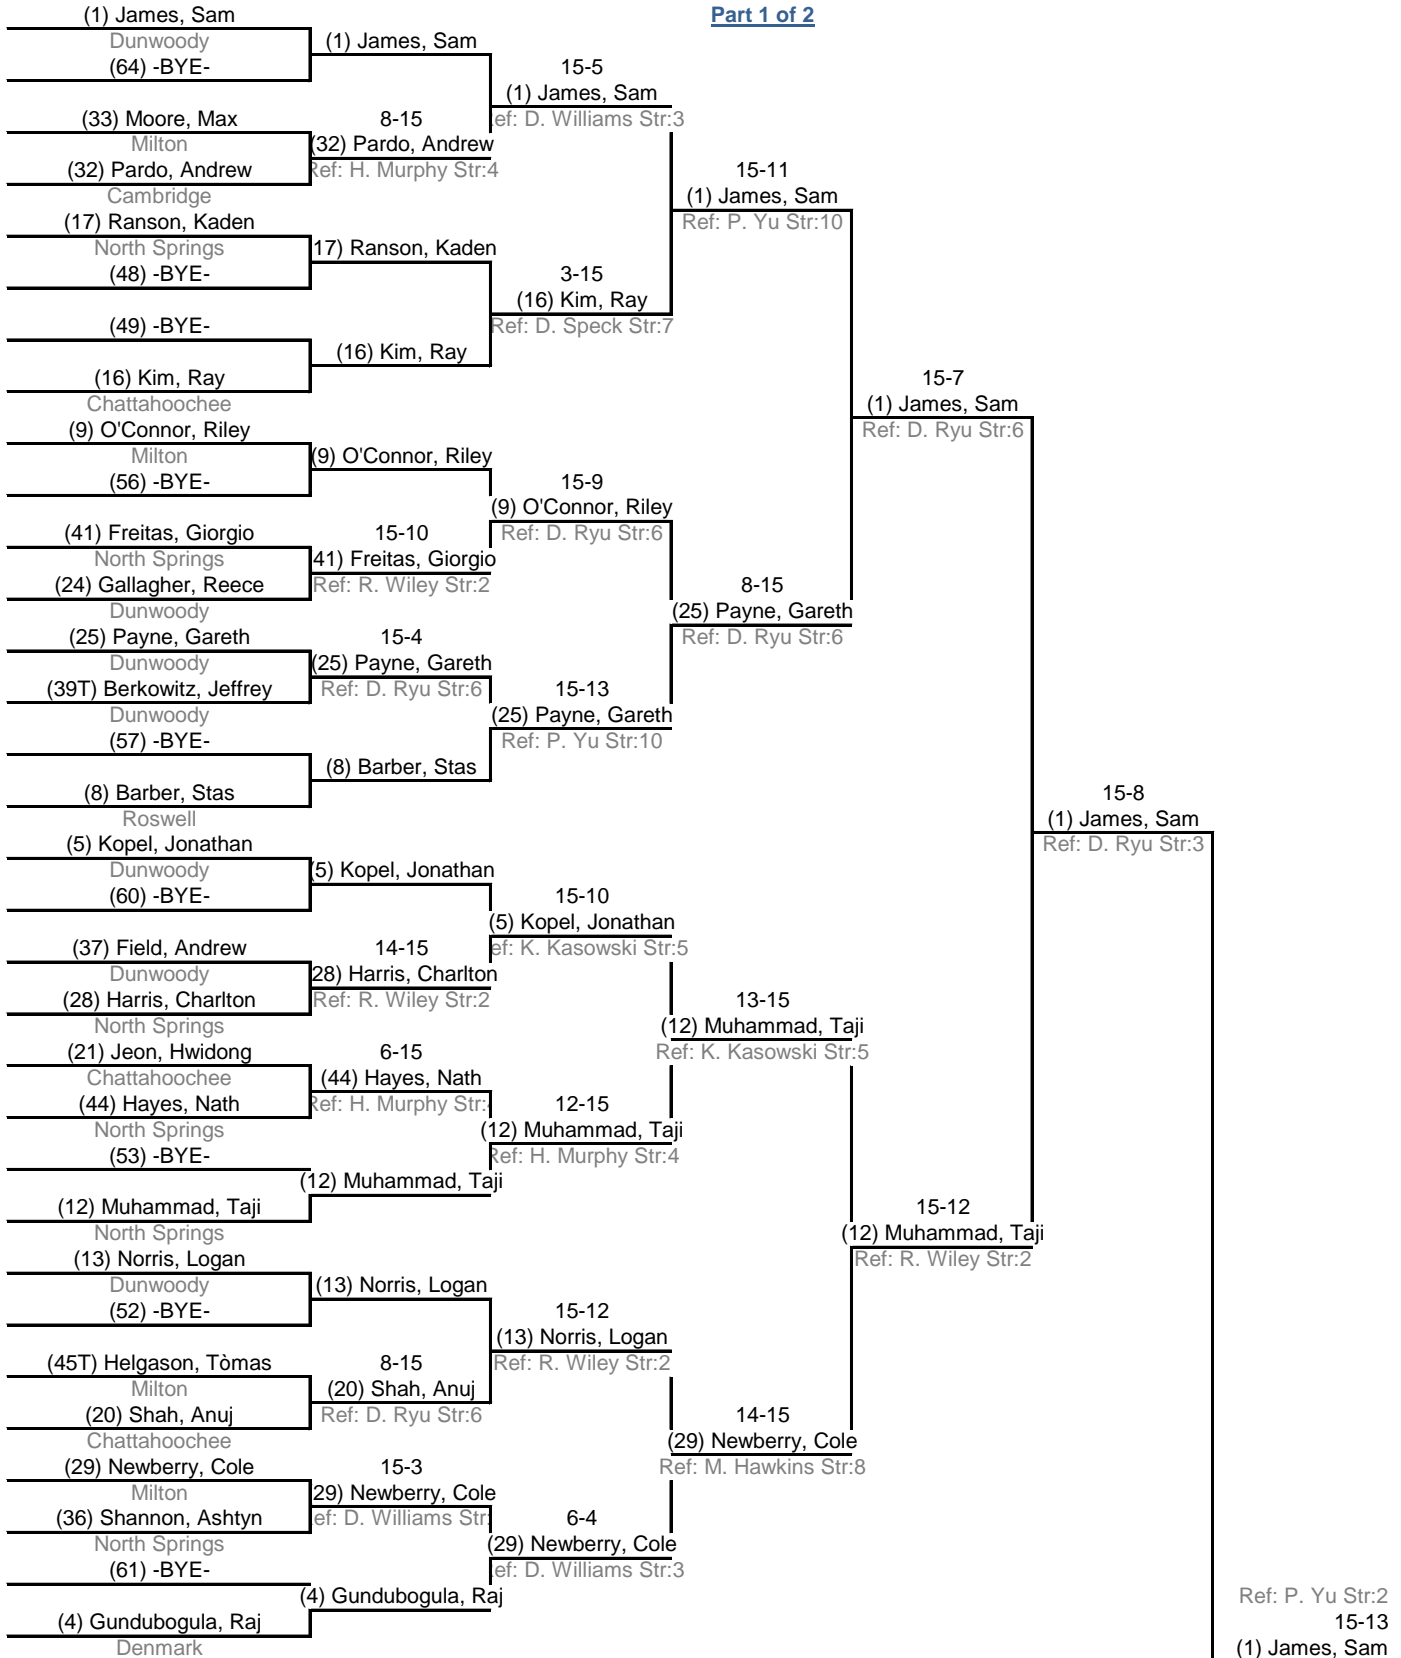 Part 1 of 2
(1) James, Sam
Dunwoody
(64) -BYE-
(33) Moore, Max
Milton
(32) Pardo, Andrew
Cambridge
(17) Ranson, Kaden
North Springs
(48) -BYE-
(49) -BYE-
(16) Kim, Ray
Chattahoochee
(9) O'Connor, Riley
Milton
(56) -BYE-
(41) Freitas, Giorgio
North Springs
(24) Gallagher, Reece
Dunwoody
(25) Payne, Gareth
Dunwoody
(39T) Berkowitz, Jeffrey
Dunwoody
(57) -BYE-
(8) Barber, Stas
Roswell
(5) Kopel, Jonathan
Dunwoody
(60) -BYE-
(37) Field, Andrew
Dunwoody
(28) Harris, Charlton
North Springs
(21) Jeon, Hwidong
Chattahoochee
(44) Hayes, Nath
North Springs
(53) -BYE-
(12) Muhammad, Taji
North Springs
(13) Norris, Logan
Dunwoody
(52) -BYE-
(45T) Helgason, Tòmas
Milton
(20) Shah, Anuj
Chattahoochee
(29) Newberry, Cole
Milton
(36) Shannon, Ashtyn
North Springs
(61) -BYE-
(4) Gundubogula, Raj
Denmark
(1) James, Sam
8-15
(32) Pardo, Andrew
Ref: H. Murphy Str:4
17) Ranson, Kaden
(16) Kim, Ray
(9) O'Connor, Riley
15-10
41) Freitas, Giorgio
Ref: R. Wiley Str:2
15-4
(25) Payne, Gareth
Ref: D. Ryu Str:6
(8) Barber, Stas
(5) Kopel, Jonathan
14-15
28) Harris, Charlton
Ref: R. Wiley Str:2
6-15
(44) Hayes, Nath
Ref: H. Murphy Str:
(12) Muhammad, Taji
(13) Norris, Logan
8-15
(20) Shah, Anuj
Ref: D. Ryu Str:6
15-3
29) Newberry, Cole
ef: D. Williams Str:
(4) Gundubogula, Raj
15-5
(1) James, Sam
ef: D. Williams Str:3
3-15
(16) Kim, Ray
Ref: D. Speck Str:7
15-9
(9) O'Connor, Riley
Ref: D. Ryu Str:6
15-13
(25) Payne, Gareth
Ref: P. Yu Str:10
15-10
(5) Kopel, Jonathan
ef: K. Kasowski Str:5
12-15
(12) Muhammad, Taji
Ref: H. Murphy Str:4
15-12
(13) Norris, Logan
Ref: R. Wiley Str:2
6-4
(29) Newberry, Cole
ef: D. Williams Str:3
15-11
(1) James, Sam
Ref: P. Yu Str:10
8-15
(25) Payne, Gareth
Ref: D. Ryu Str:6
13-15
(12) Muhammad, Taji
Ref: K. Kasowski Str:5
14-15
(29) Newberry, Cole
Ref: M. Hawkins Str:8
15-7
(1) James, Sam
Ref: D. Ryu Str:6
15-12
(12) Muhammad, Taji
Ref: R. Wiley Str:2
15-8
(1) James, Sam
Ref: D. Ryu Str:3
Ref: P. Yu Str:2
15-13
(1) James, Sam